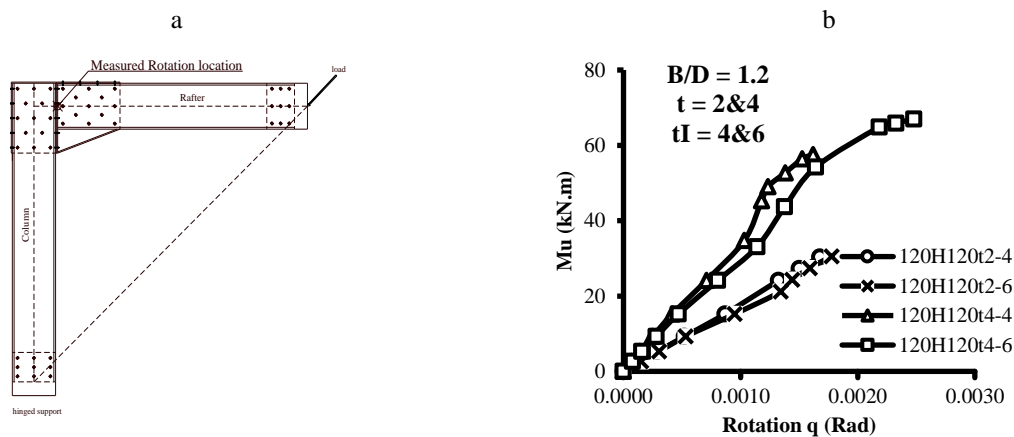 a
Measured Rotation location
load
Rafter
Column
hinged support
b
B/D = 1.2
t = 2&4
tI = 4&6
80
60
40
20
0
Mu (kN.m)
120H120t2-4
120H120t2-6
120H120t4-4
120H120t4-6
0.0000 0.0010 0.0020 0.0030
Rotation q (Rad)